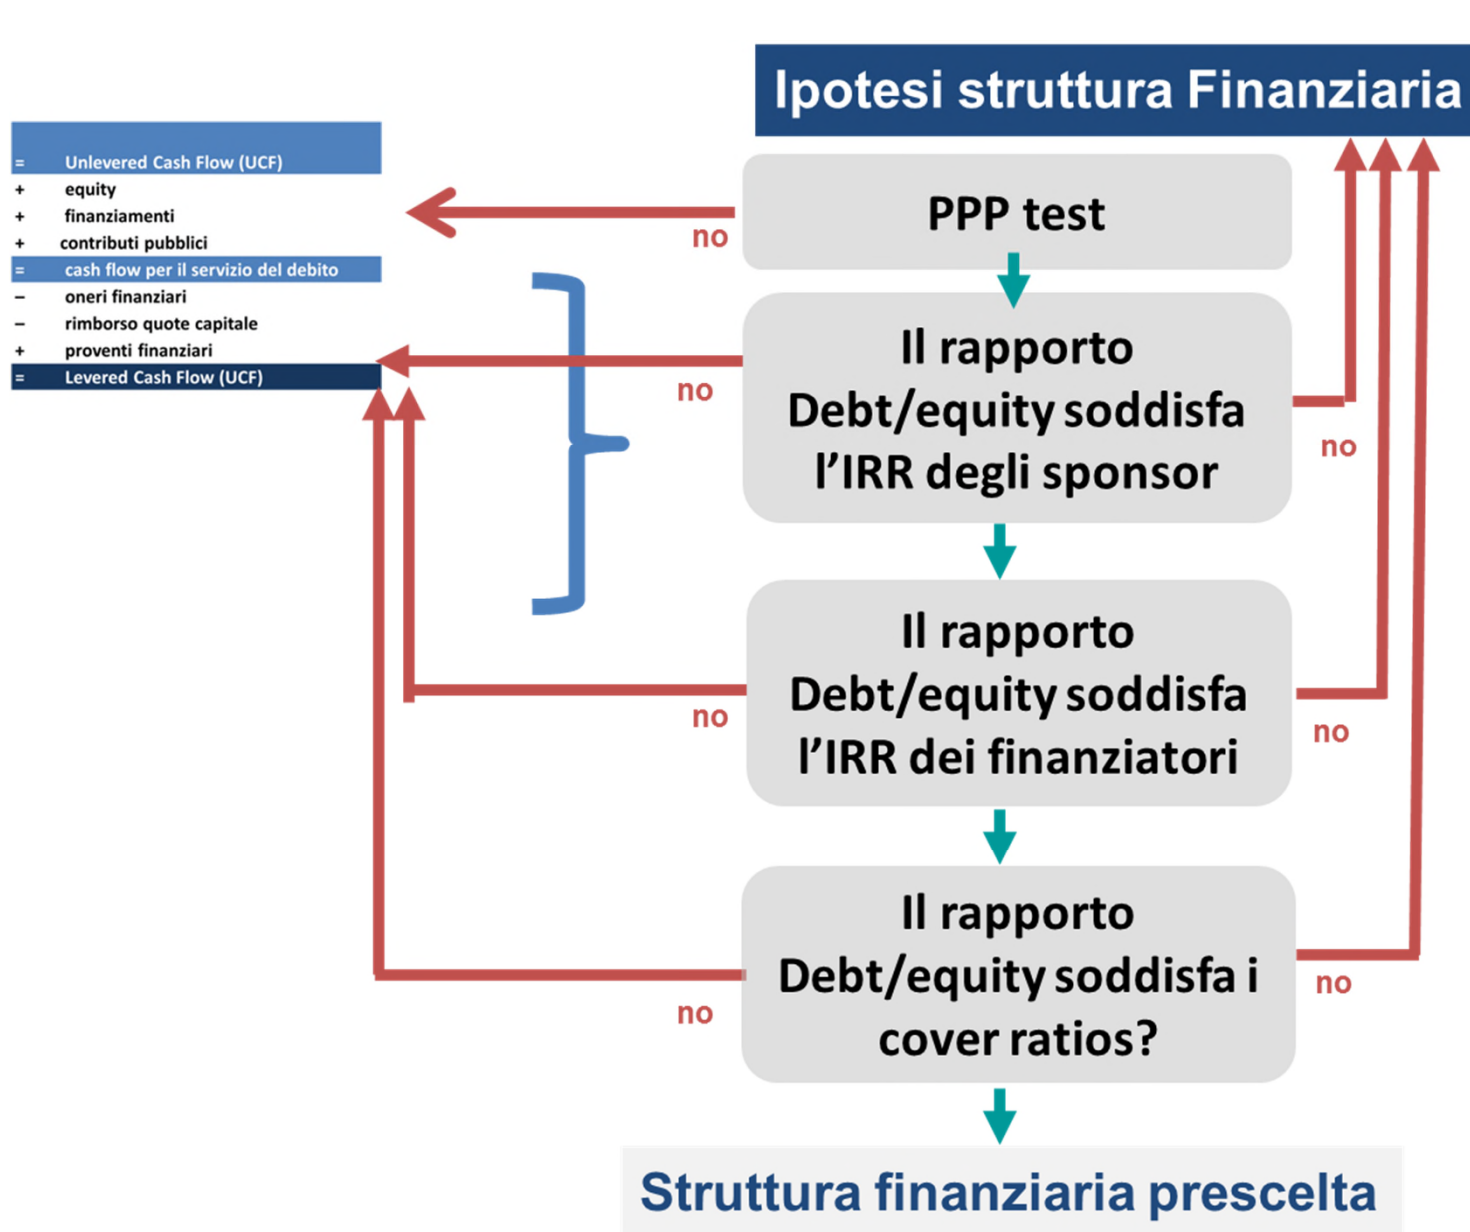 Ipotesi struttura Finanziaria
= Unlevered Cash Flow (UCF)
+ equity
+ finanziamenti
+ contributi pubblici
= cash flow per il servizio del debito
– oneri finanziari
– rimborso quote capitale
+ proventi finanziari
= Levered Cash Flow (UCF)
PPP test
no
Il rapporto
Debt/equity soddisfa
l’IRR degli sponsor
no
no
Il rapporto
Debt/equity soddisfa
l’IRR dei finanziatori
no
no
Il rapporto
Debt/equity soddisfa i
cover ratios?
no
no
Struttura finanziaria prescelta